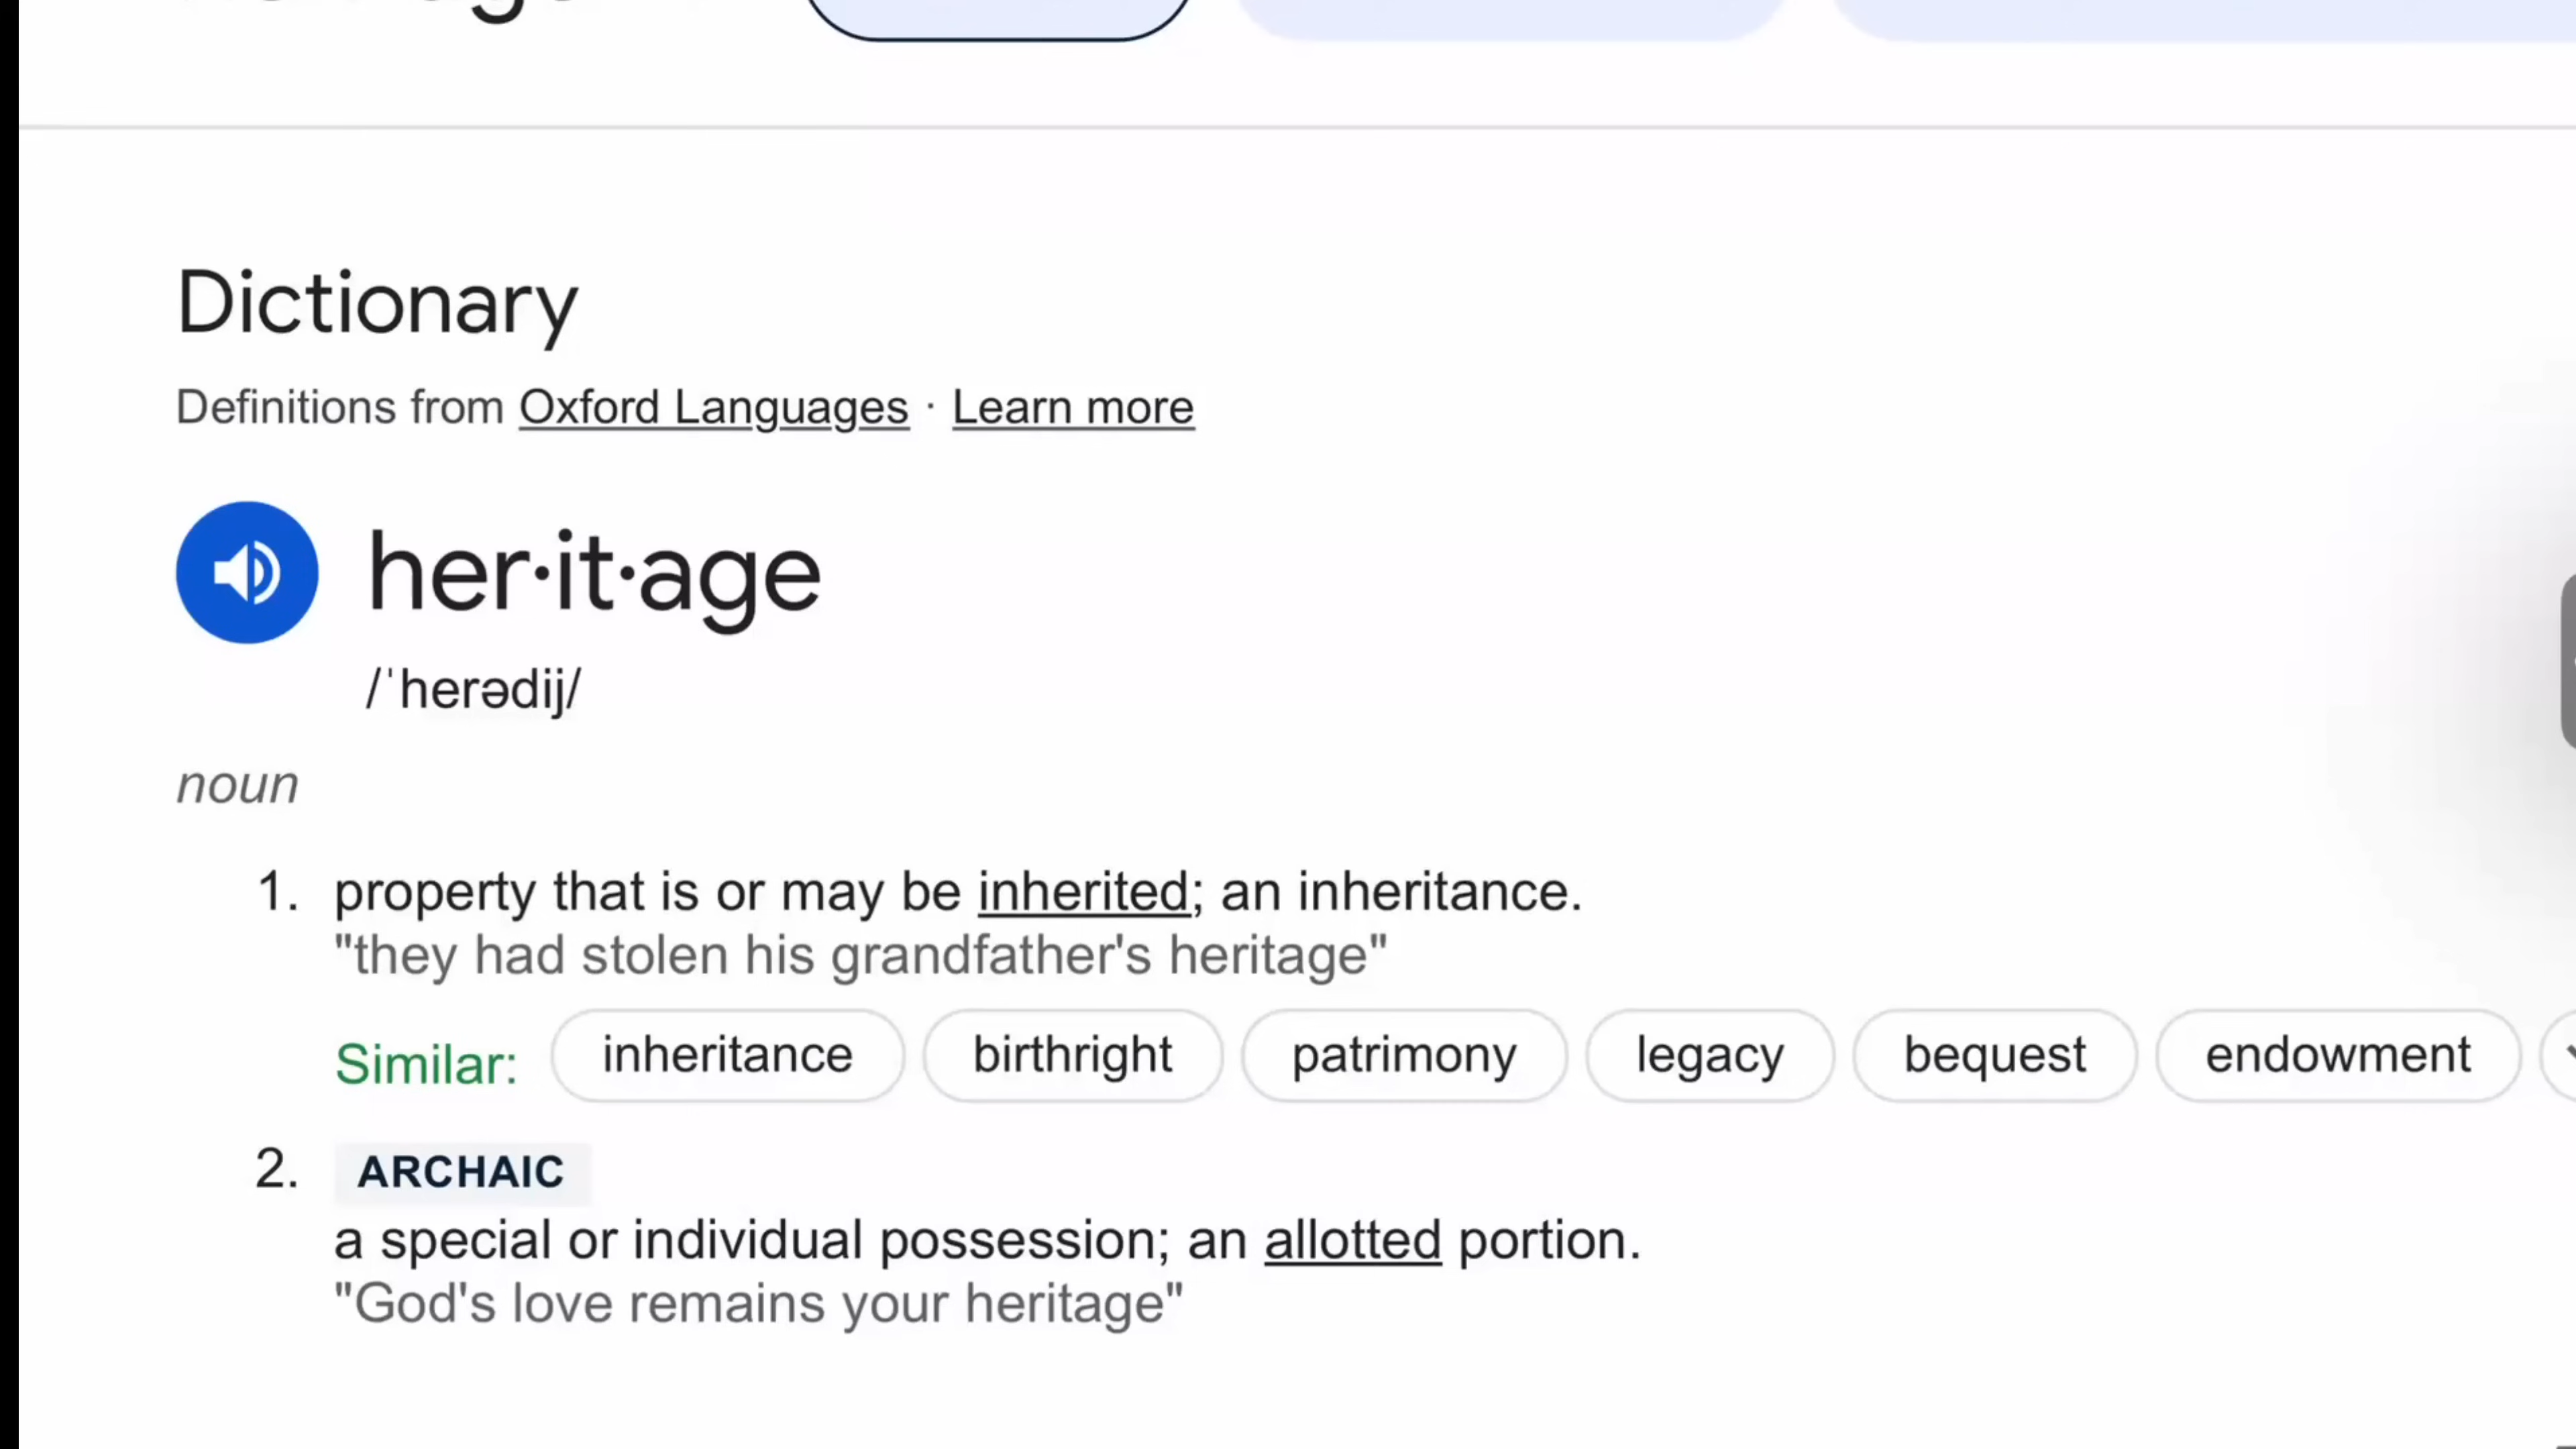 Dictionary
Definitions from Oxford Languages · Learn more
her·it·age
/ˈherədij/
noun
1. property that is or may be inherited; an inheritance.
"they had stolen his grandfather's heritage"
Similar: inheritance birthright patrimony legacy bequest endowment
2. ARCHAIC
a special or individual possession; an allotted portion.
"God's love remains your heritage"